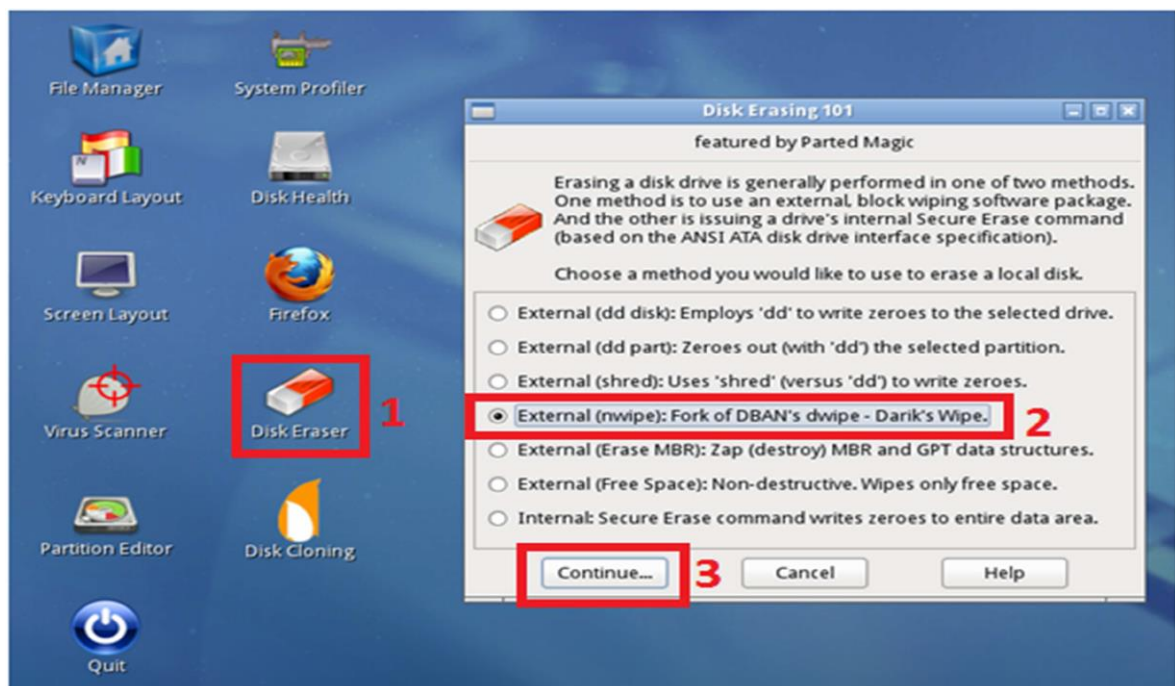 File Manager
System Profiler
Keyboard Layout
Disk Health
Screen Layout
Firefox
Virus Scanner
Disk Eraser
1
Partition Editor
Disk Cloning
Quit
Disk Erasing 101
featured by Parted Magic
Erasing a disk drive is generally performed in one of two methods.
One method is to use an external, block wiping software package.
And the other is issuing a drive's internal Secure Erase command
(based on the ANSI ATA disk drive interface specification).
Choose a method you would like to use to erase a local disk.
External (dd disk): Employs 'dd' to write zeroes to the selected drive.
External (dd part): Zeroes out (with 'dd') the selected partition.
External (shred): Uses 'shred' (versus 'dd') to write zeroes.
External (nwipe): Fork of DBAN's dwipe - Darik's Wipe.
2
External (Erase MBR): Zap (destroy) MBR and GPT data structures.
External (Free Space): Non-destructive. Wipes only free space.
Internal: Secure Erase command writes zeroes to entire data area.
Continue...
3
Cancel
Help